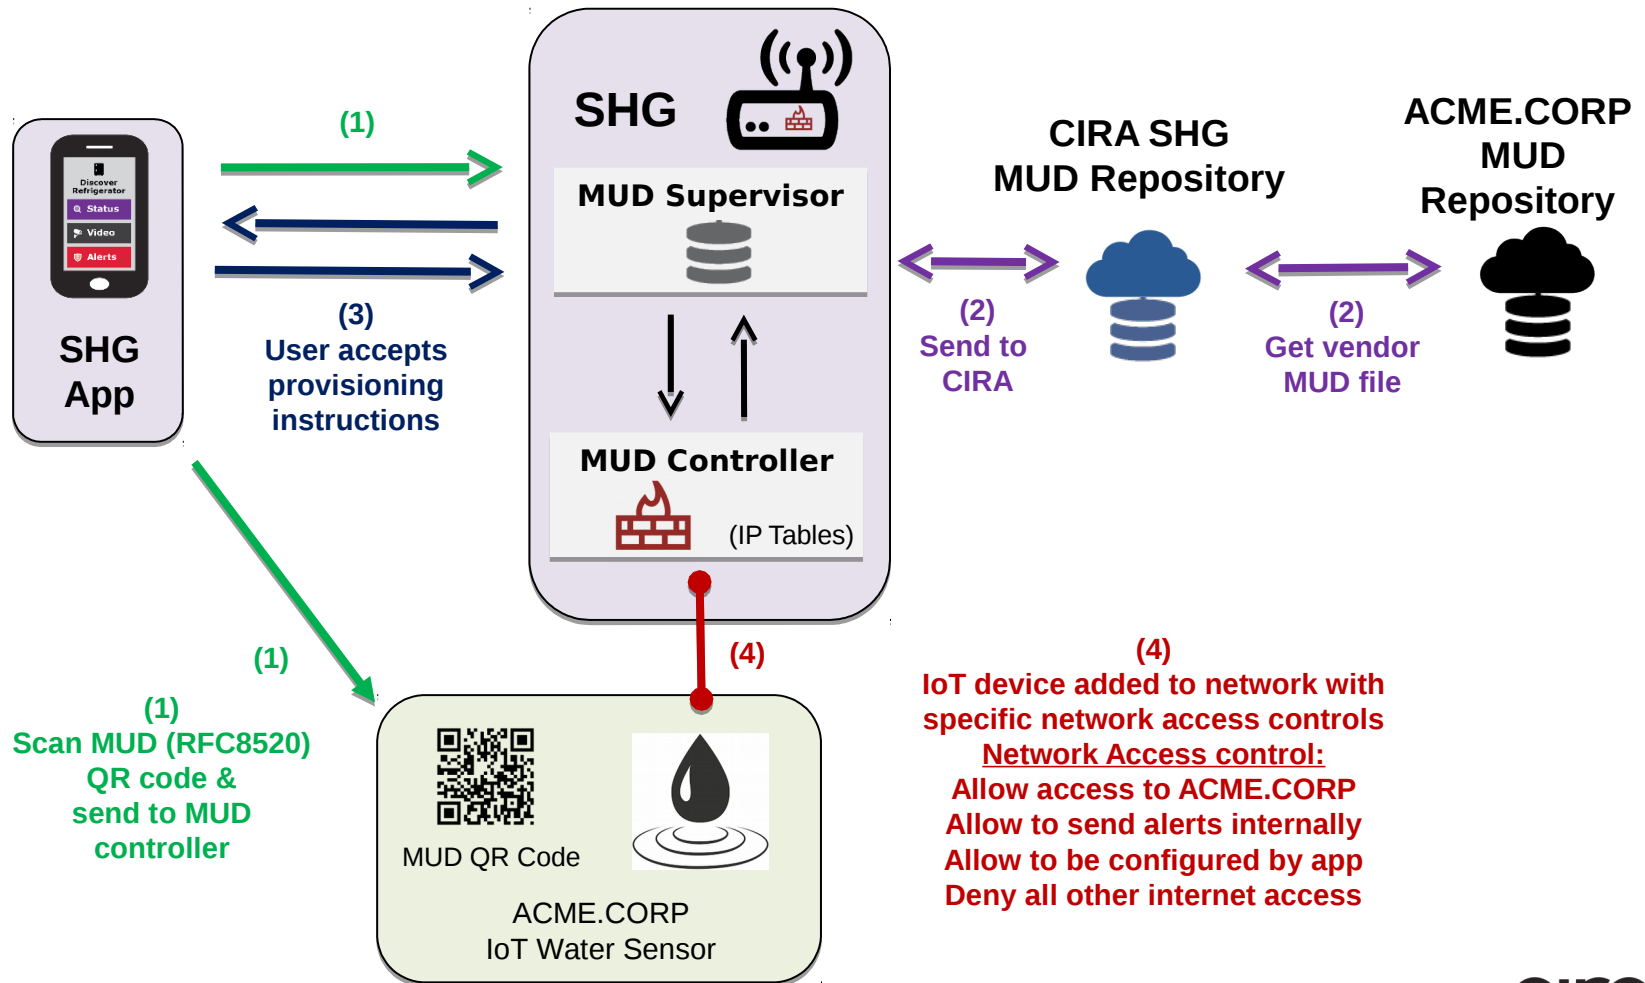 SHG
(1)
Discover
Refrigerator
Status
Video
Alerts
SHG
App
(3)
User accepts
provisioning
instructions
MUD Supervisor
MUD Controller
(IP Tables)
CIRA SHG
MUD Repository
ACME.CORP
MUD
Repository
(2)
Send to
CIRA
(2)
Get vendor
MUD file
(1)
(1)
Scan MUD (RFC8520)
QR code &
send to MUD
controller
(4)
MUD QR Code
ACME.CORP
IoT Water Sensor
(4)
IoT device added to network with
specific network access controls
Network Access control:
Allow access to ACME.CORP
Allow to send alerts internally
Allow to be configured by app
Deny all other internet access